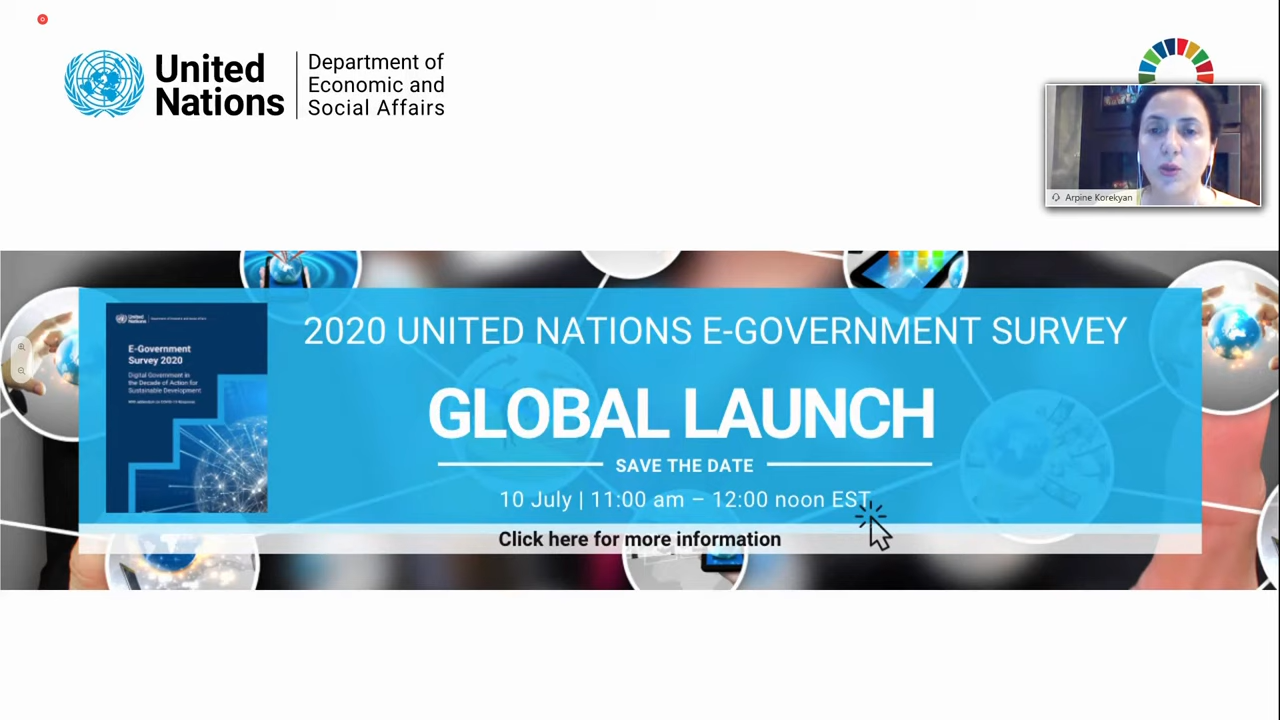 United
Nations
Department of
Economic and
Social Affairs
Arpine Korekyan
2020 UNITED NATIONS E-GOVERNMENT SURVEY
United
Nations
E-Government
Survey 2020
Digital Government in
the Decade of Action for
Sustainable Development
GLOBAL LAUNCH
SAVE THE DATE
10 July | 11:00 am – 12:00 noon EST
Click here for more information